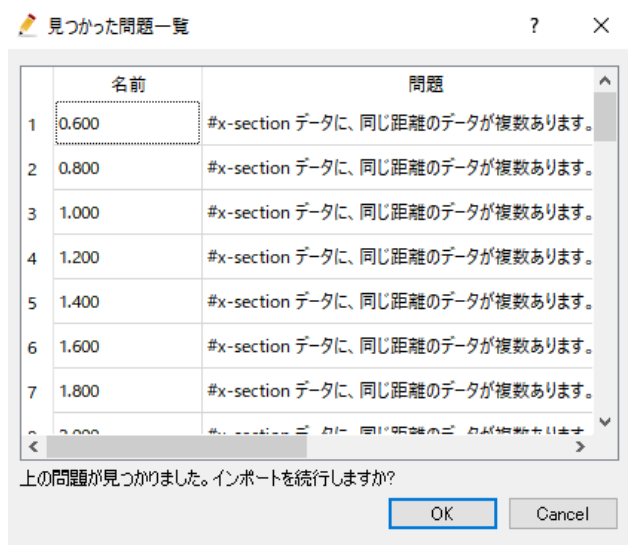 見つかった問題一覧 ?
名前 問題
1 0.600 #x-section データに、同じ距離のデータが複数あります。
2 0.800 #x-section データに、同じ距離のデータが複数あります。
3 1.000 #x-section データに、同じ距離のデータが複数あります。
4 1.200 #x-section データに、同じ距離のデータが複数あります。
5 1.400 #x-section データに、同じ距離のデータが複数あります。
6 1.600 #x-section データに、同じ距離のデータが複数あります。
7 1.800 #x-section データに、同じ距離のデータが複数あります。
上の問題が見つかりました。インポートを続行しますか?
OK Cancel